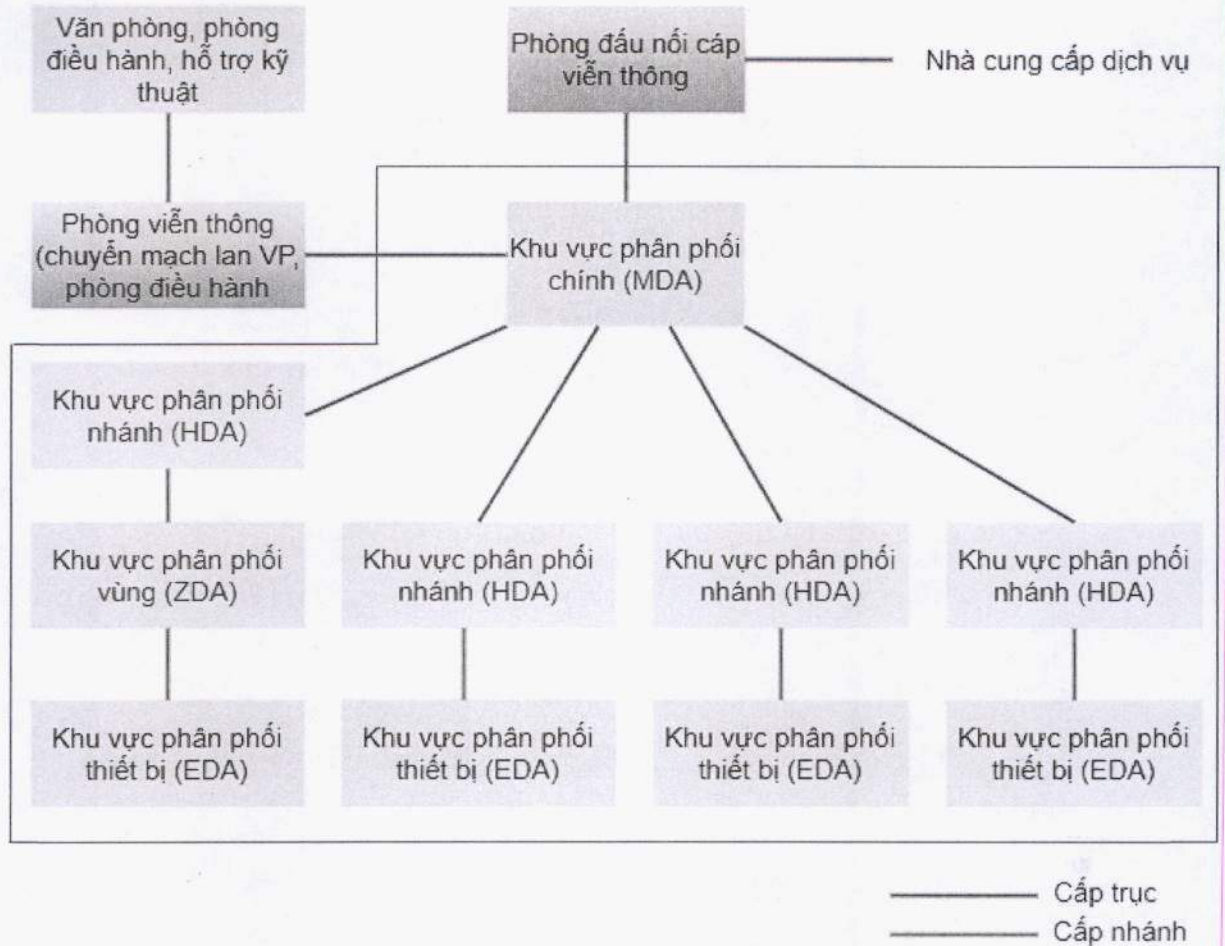 Văn phòng, phòng
điều hành, hỗ trợ kỹ
thuật
Phòng đấu nối cáp
viễn thông
Nhà cung cấp dịch vụ
Phòng viễn thông
(chuyển mạch lan VP,
phòng điều hành
Khu vực phân phối
chính (MDA)
Khu vực phân phối
nhánh (HDA)
Khu vực phân phối
vùng (ZDA)
Khu vực phân phối
nhánh (HDA)
Khu vực phân phối
nhánh (HDA)
Khu vực phân phối
nhánh (HDA)
Khu vực phân phối
thiết bị (EDA)
Khu vực phân phối
thiết bị (EDA)
Khu vực phân phối
thiết bị (EDA)
Khu vực phân phối
thiết bị (EDA)
Cấp trục
Cấp nhánh